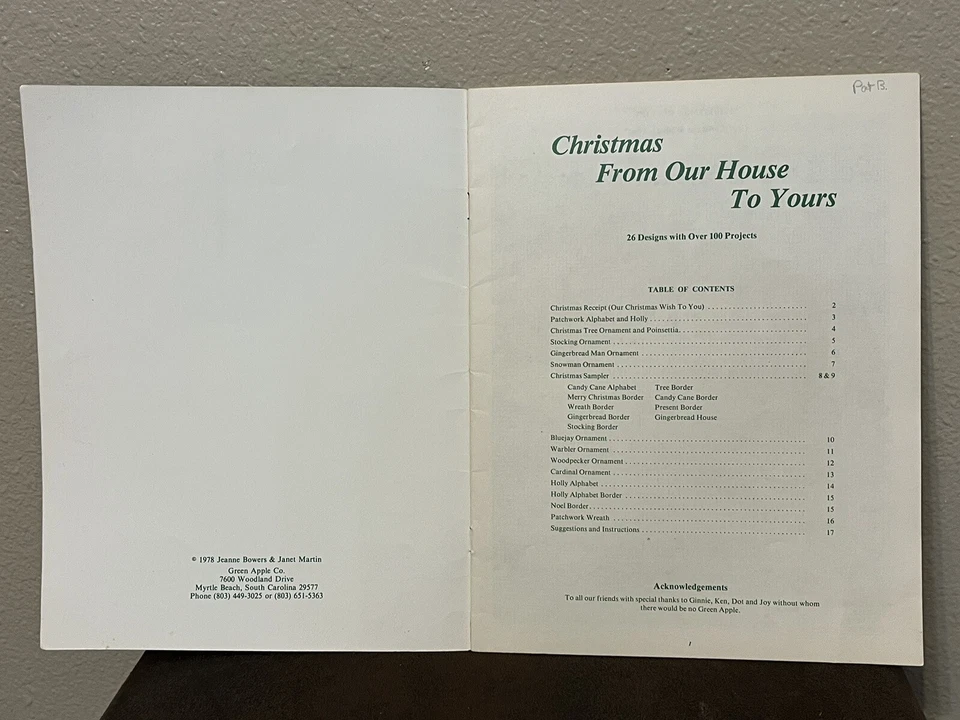 © 1978 Jeanne Bowers & Janet Martin
Green Apple Co.
7600 Woodland Drive
Myrtle Beach, South Carolina 29577
Phone (803) 449-3025 or (803) 651-5363
Pat B.
Christmas
From Our House
To Yours
26 Designs with Over 100 Projects
TABLE OF CONTENTS
Christmas Receipt (Our Christmas Wish To You) . . . . . . . . . . . . . . . . . . . . . . . . 2
Patchwork Alphabet and Holly . . . . . . . . . . . . . . . . . . . . . . . . 3
Christmas Tree Ornament and Poinsettia. . . . . . . . . . . . . . . . . . . . . . . . 4
Stocking Ornament . . . . . . . . . . . . . . . . . . . . . . . . 5
Gingerbread Man Ornament . . . . . . . . . . . . . . . . . . . . . . . . 6
Snowman Ornament . . . . . . . . . . . . . . . . . . . . . . . . 7
Christmas Sampler . . . . . . . . . . . . . . . . . . . . . . . . 8 & 9
Candy Cane Alphabet Tree Border
Merry Christmas Border Candy Cane Border
Wreath Border Present Border
Gingerbread Border Gingerbread House
Stocking Border
Bluejay Ornament . . . . . . . . . . . . . . . . . . . . . . . . 10
Warbler Ornament . . . . . . . . . . . . . . . . . . . . . . . . 11
Woodpecker Ornament . . . . . . . . . . . . . . . . . . . . . . . . 12
Cardinal Ornament . . . . . . . . . . . . . . . . . . . . . . . . 13
Holly Alphabet . . . . . . . . . . . . . . . . . . . . . . . . 14
Holly Alphabet Border . . . . . . . . . . . . . . . . . . . . . . . . 15
Noel Border . . . . . . . . . . . . . . . . . . . . . . . . 15
Patchwork Wreath . . . . . . . . . . . . . . . . . . . . . . . . 16
Suggestions and Instructions . . . . . . . . . . . . . . . . . . . . . . . . 17
Acknowledgements
To all our friends with special thanks to Ginnie, Ken, Dot and Joy without whom
there would be no Green Apple.
1